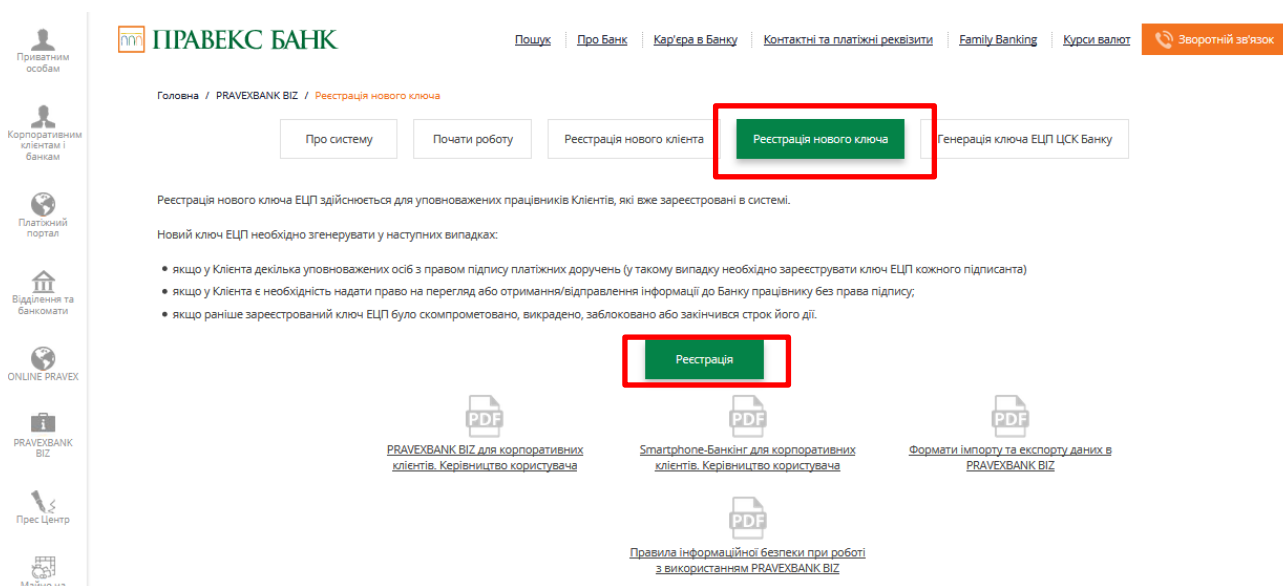 ПРАВЕКС БАНК
Пошук
Про Банк
Кар'єра в Банку
Контактні та платіжні реквізити
Family Banking
Курси валют
Зворотній зв'язок
Приватним
особам
Корпоративним
клієнтам і
банкам
Платіжний
портал
Відділення та
банкомати
ONLINE PRAVEX
PRAVEXBANK
BIZ
Прес Центр
Головна / PRAVEXBANK BIZ / Реєстрація нового ключа
Про систему
Почати роботу
Реєстрація нового клієнта
Реєстрація нового ключа
Генерація ключа ЕЦП ЦСК Банку
Реєстрація нового ключа ЕЦП здійснюється для уповноважених працівників Клієнтів, які вже зареєстровані в системі.
Новий ключ ЕЦП необхідно згенерувати у наступних випадках:
• якщо у Клієнта декілька уповноважених осіб з правом підпису платіжних доручень (у такому випадку необхідно зареєструвати ключ ЕЦП кожного підписанта)
• якщо у Клієнта є необхідність надати право на перегляд або отримання/відправлення інформації до Банку працівнику без права підпису;
• якщо раніше зареєстрований ключ ЕЦП було скомпрометовано, викрадено, заблоковано або закінчився строк його дії.
Реєстрація
PDF
PRAVEXBANK BIZ для корпоративних
клієнтів. Керівництво користувача
PDF
Smartphone-Банкінг для корпоративних
клієнтів. Керівництво користувача
PDF
Формати імпорту та експорту даних в
PRAVEXBANK BIZ
PDF
Правила інформаційної безпеки при роботі
з використанням PRAVEXBANK BIZ